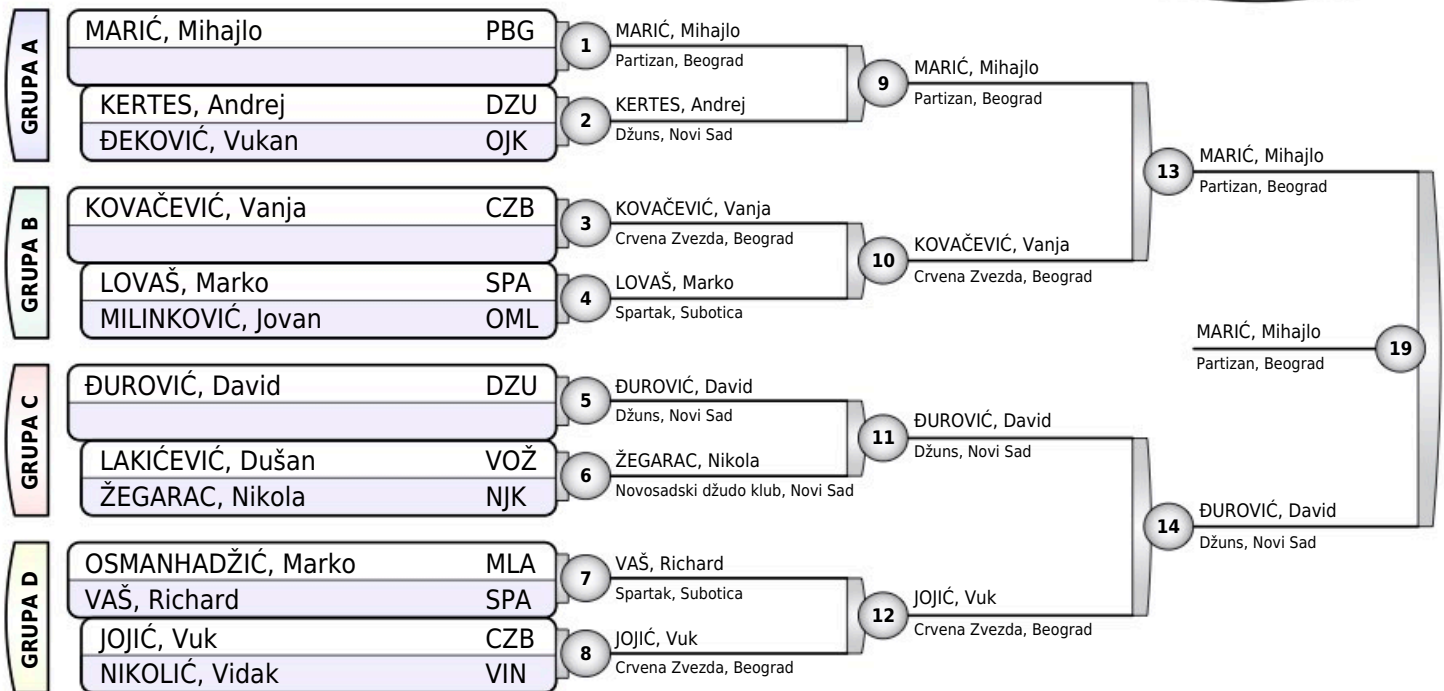 GRUPA A
MARIĆ, Mihajlo PBG
KERTES, Andrej DZU
ĐEKOVIĆ, Vukan OJK
GRUPA B
KOVAČEVIĆ, Vanja CZB
LOVAŠ, Marko SPA
MILINKOVIĆ, Jovan OML
GRUPA C
ĐUROVIĆ, David DZU
LAKIĆEVIĆ, Dušan VOŽ
ŽEGARAC, Nikola NJK
GRUPA D
OSMANHADŽIĆ, Marko MLA
VAŠ, Richard SPA
JOJIĆ, Vuk CZB
NIKOLIĆ, Vidak VIN
1
MARIĆ, Mihajlo
Partizan, Beograd
2
KERTES, Andrej
Džuns, Novi Sad
3
KOVAČEVIĆ, Vanja
Crvena Zvezda, Beograd
4
LOVAŠ, Marko
Spartak, Subotica
5
ĐUROVIĆ, David
Džuns, Novi Sad
6
ŽEGARAC, Nikola
Novosadski džudo klub, Novi Sad
7
VAŠ, Richard
Spartak, Subotica
8
JOJIĆ, Vuk
Crvena Zvezda, Beograd
9
MARIĆ, Mihajlo
Partizan, Beograd
10
KOVAČEVIĆ, Vanja
Crvena Zvezda, Beograd
11
ĐUROVIĆ, David
Džuns, Novi Sad
12
JOJIĆ, Vuk
Crvena Zvezda, Beograd
13
MARIĆ, Mihajlo
Partizan, Beograd
14
ĐUROVIĆ, David
Džuns, Novi Sad
MARIĆ, Mihajlo
Partizan, Beograd
19